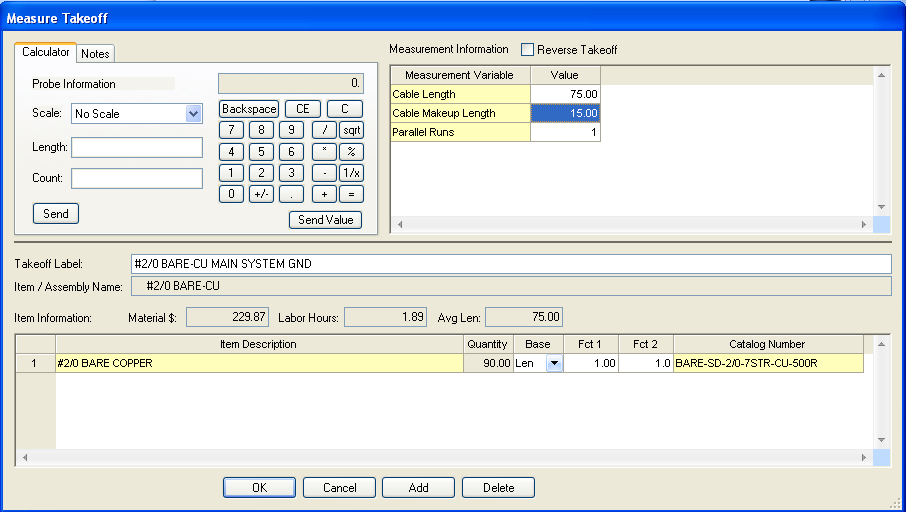 Measure Takeoff
Calculator Notes
Probe Information
0.
Scale: No Scale
Length:
Count:
Send
Backspace CE C
7 8 9 / sqrt
4 5 6 * %
1 2 3 - 1/x
0 +/- . + =
Send Value
Measurement Information Reverse Takeoff
Measurement Variable Value
Cable Length 75.00
Cable Makeup Length 15.00
Parallel Runs 1
Takeoff Label: #2/0 BARE-CU MAIN SYSTEM GND
Item / Assembly Name: #2/0 BARE-CU
Item Information: Material $: 229.87 Labor Hours: 1.89 Avg Len: 75.00
Item Description Quantity Base Fct 1 Fct 2 Catalog Number
1 #2/0 BARE COPPER 90.00 Len 1.00 1.0 BARE-SD-2/0-7STR-CU-500R
OK Cancel Add Delete